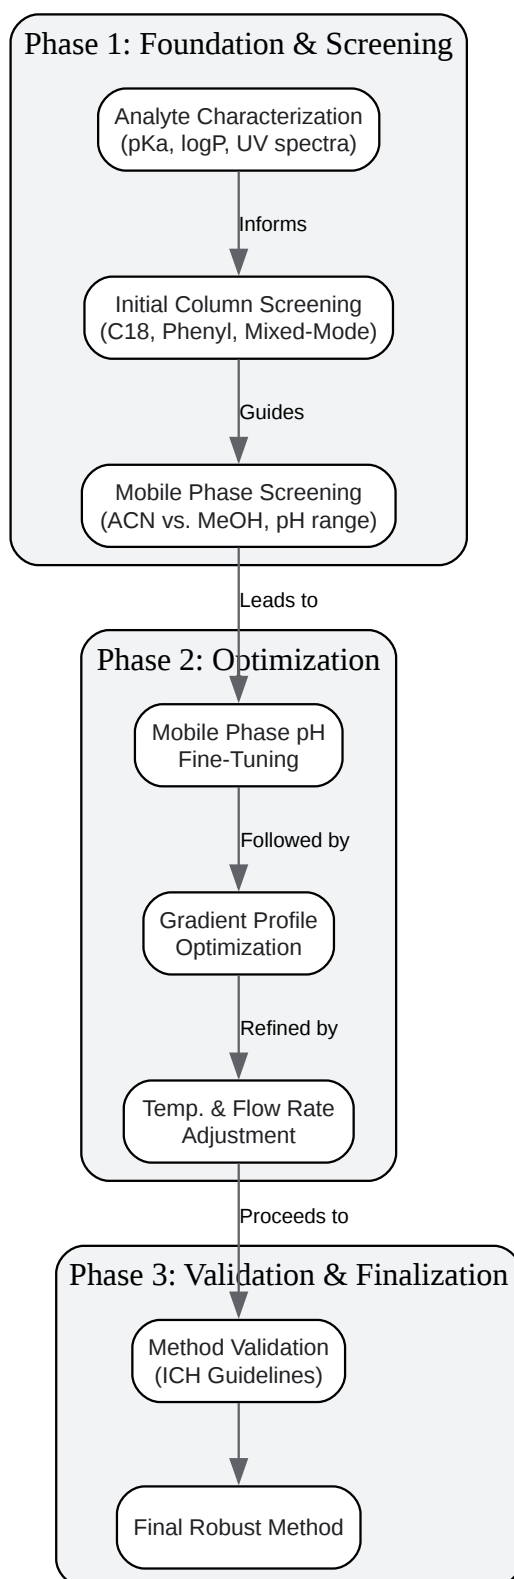 Phase 1: Foundation & Screening
Analyte Characterization
(pKa, logP, UV spectra)
Informs
Initial Column Screening
(C18, Phenyl, Mixed-Mode)
Guides
Mobile Phase Screening
(ACN vs. MeOH, pH range)
Leads to
Phase 2: Optimization
Mobile Phase pH
Fine-Tuning
Followed by
Gradient Profile
Optimization
Refined by
Temp. & Flow Rate
Adjustment
Proceeds to
Phase 3: Validation & Finalization
Method Validation
(ICH Guidelines)
Final Robust Method